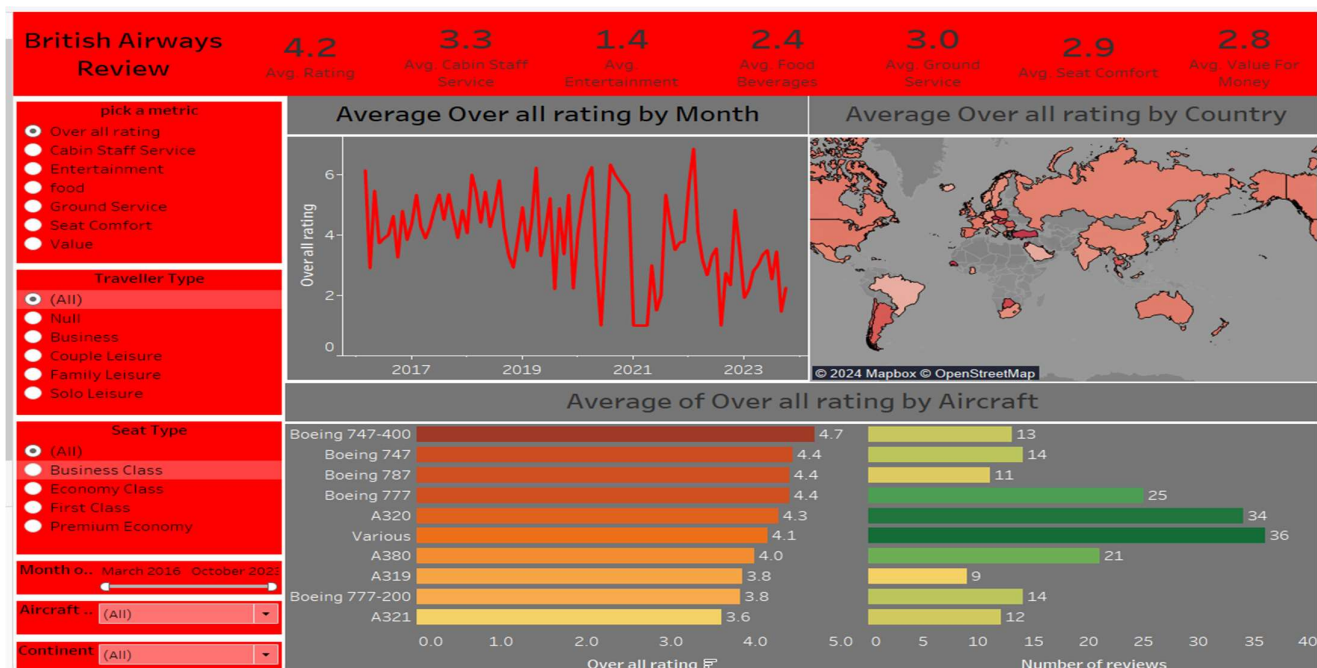 British Airways
Review
4.2
Avg. Rating
3.3
Avg. Cabin Staff
Service
1.4
Avg.
Entertainment
2.4
Avg. Food
Beverages
3.0
Avg. Ground
Service
2.9
Avg. Seat Comfort
2.8
Avg. Value For
Money
pick a metric
Over all rating
Cabin Staff Service
Entertainment
food
Ground Service
Seat Comfort
Value
Traveller Type
(All)
Null
Business
Couple Leisure
Family Leisure
Solo Leisure
Seat Type
(All)
Business Class
Economy Class
First Class
Premium Economy
Month o.. March 2016 October 2023
Aircraft .. (All)
Continent (All)
Average Over all rating by Month
Over all rating
6
4
2
0
2017 2019 2021 2023
Average Over all rating by Country
© 2024 Mapbox © OpenStreetMap
Average of Over all rating by Aircraft
Boeing 747-400 4.7 13
Boeing 747 4.4 14
Boeing 787 4.4 11
Boeing 777 4.4 25
A320 4.3 34
Various 4.1 36
A380 4.0 21
A319 3.8 9
Boeing 777-200 3.8 14
A321 3.6 12
0.0 1.0 2.0 3.0 4.0 5.0 0 5 10 15 20 25 30 35 40
Over all rating Number of reviews